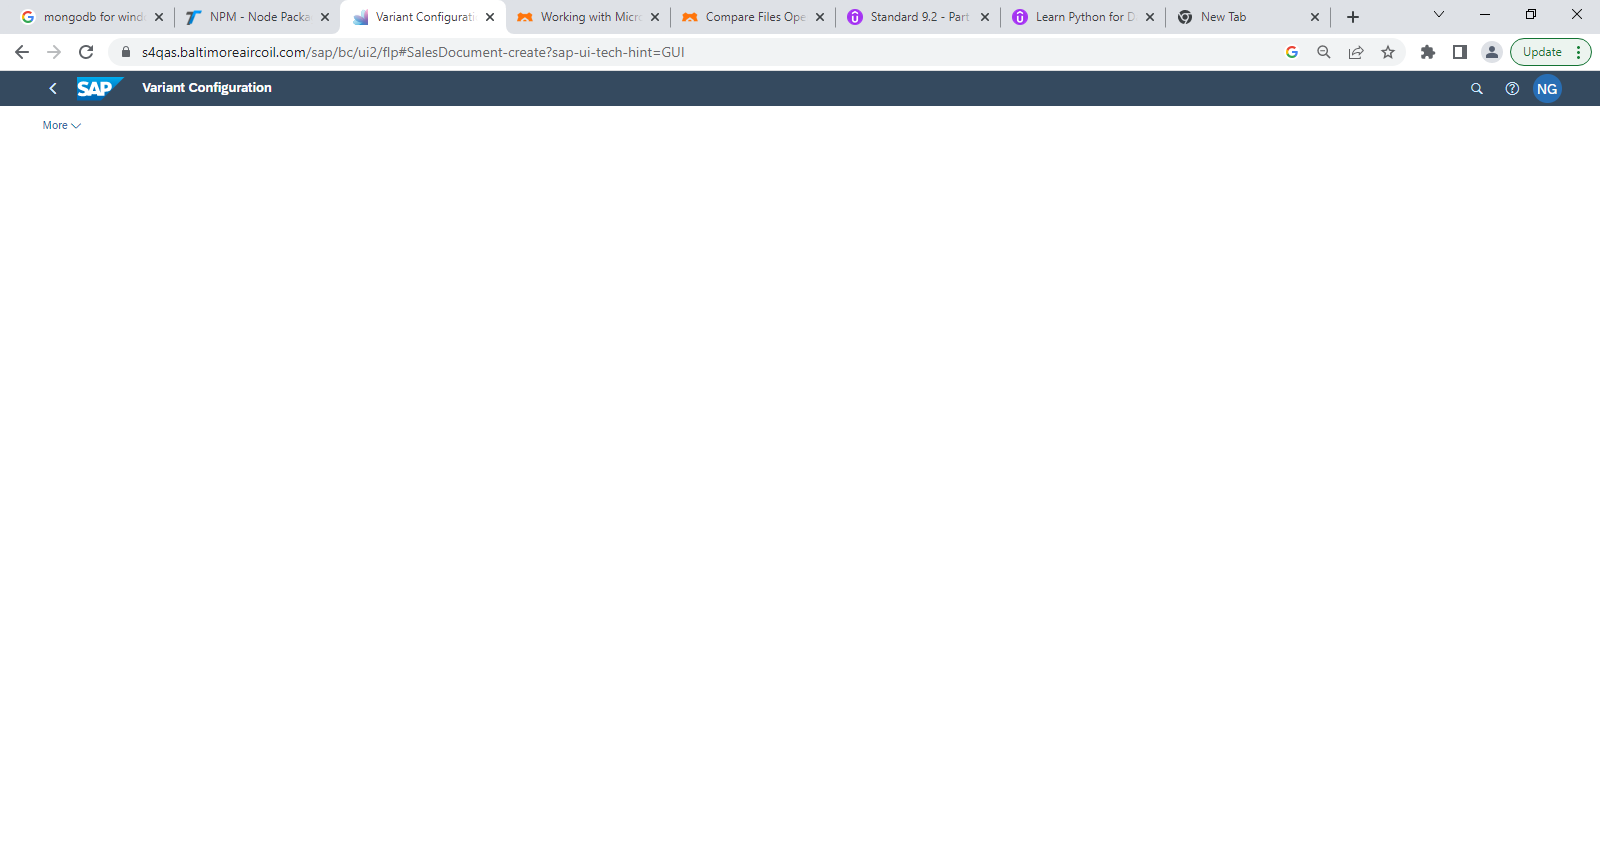 mongodb for wind
NPM - Node Packa
Variant Configurati
Working with Micro
Compare Files Ope
Standard 9.2 - Part
Learn Python for D
New Tab
s4qas.baltimoreaircoil.com/sap/bc/ui2/flp#SalesDocument-create?sap-ui-tech-hint=GUI
Update
SAP
Variant Configuration
NG
More